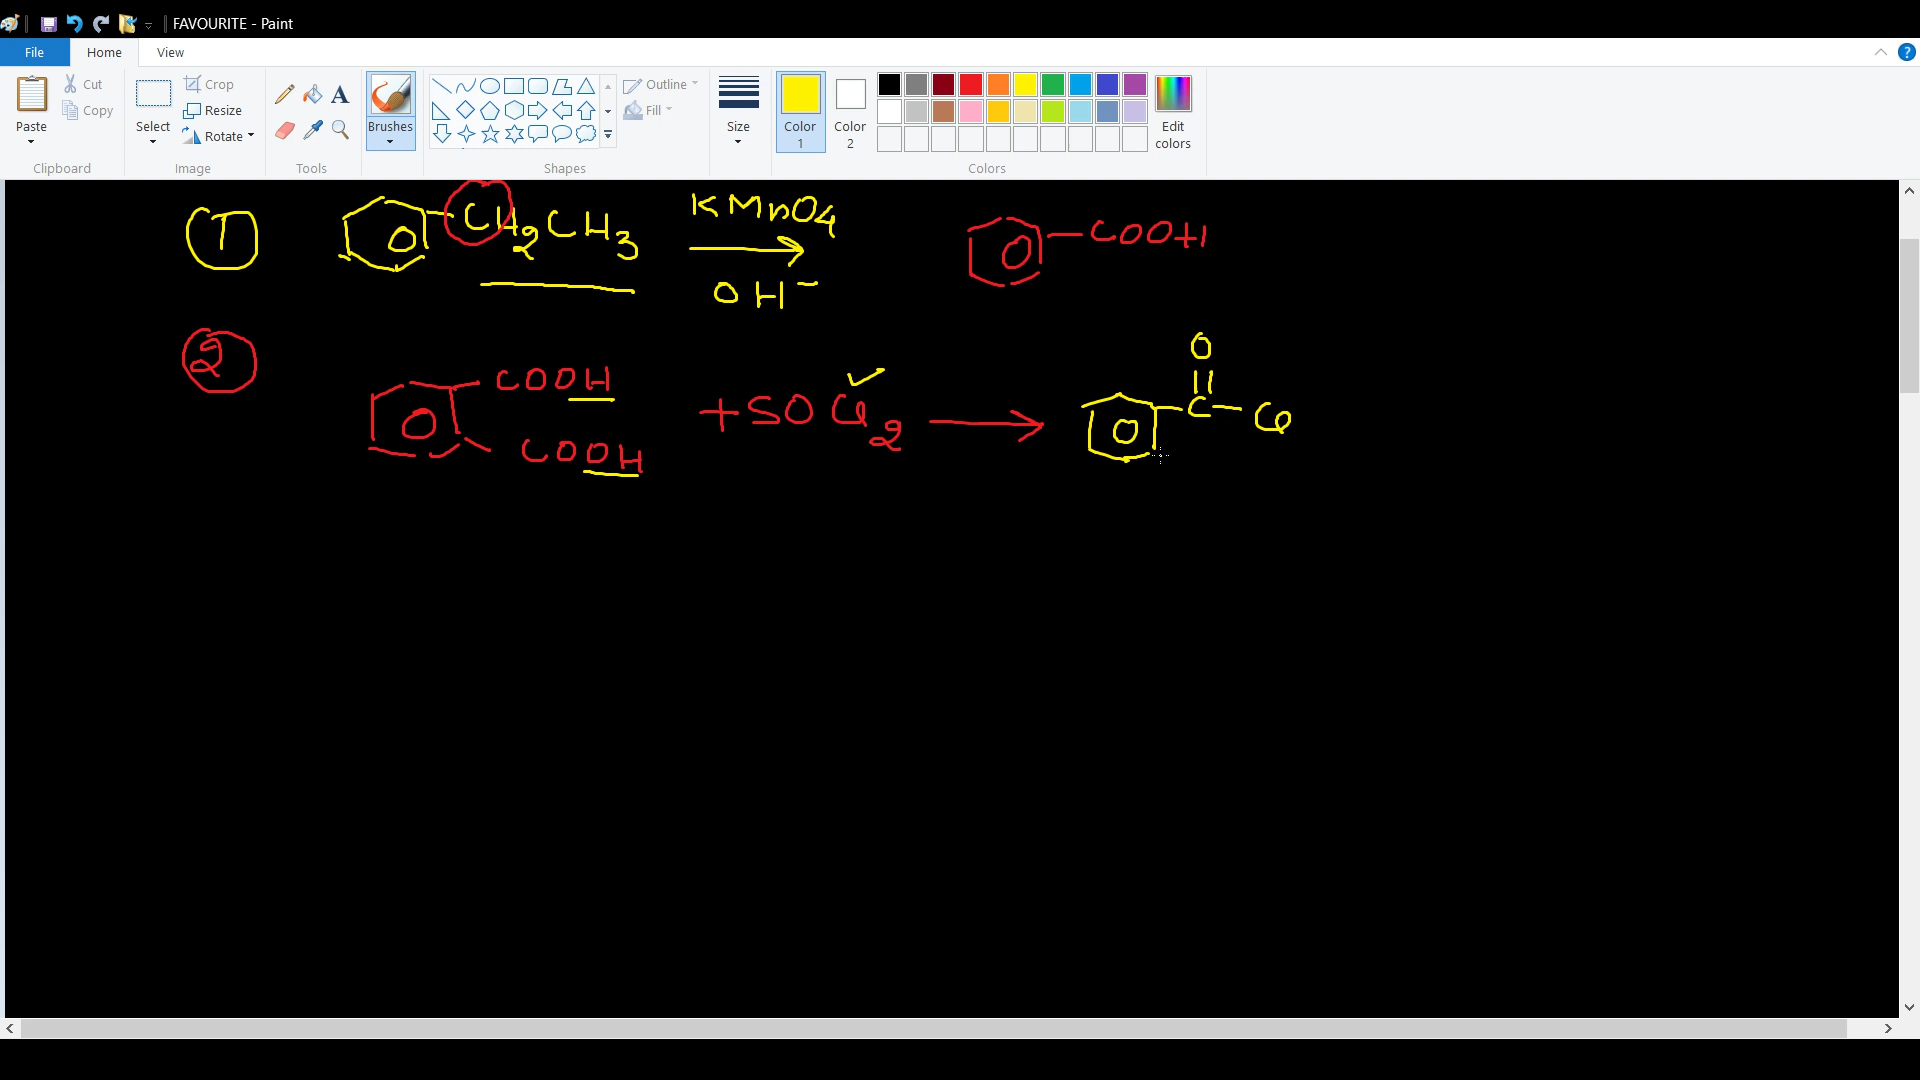 FAVOURITE - Paint
File Home View
Paste Cut Copy Select Crop Resize Rotate Brushes Outline Fill Size Color 1 Color 2 Edit colors
Clipboard Image Tools Shapes Colors
1 CH2CH3 KMnO4 OH- COOH
2 COOH COOH +SOCl2 O C Cl